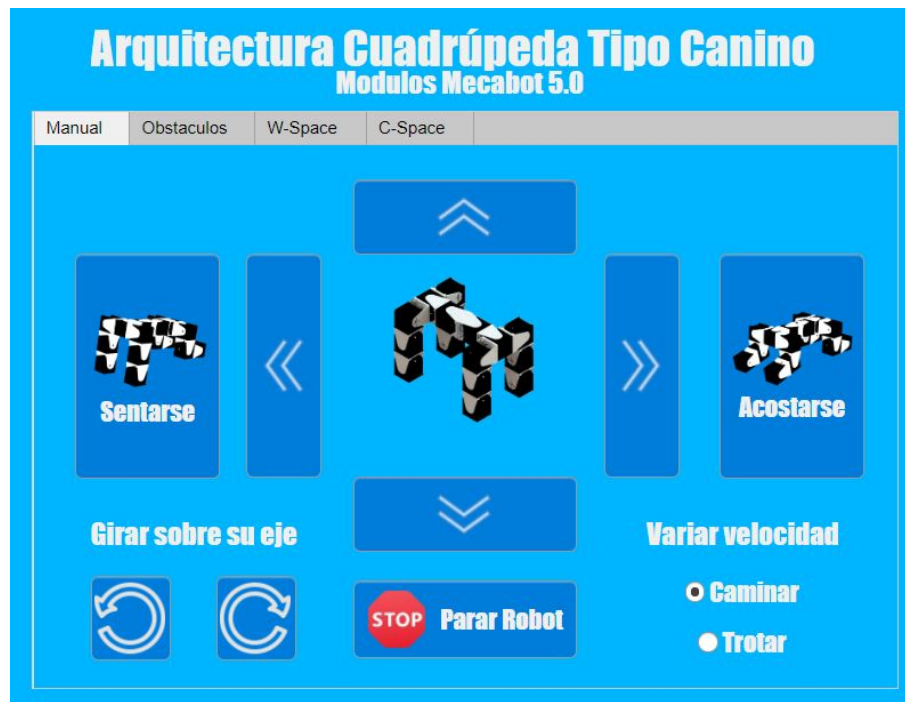 Arquitectura Cuadrúpeda Tipo Canino
Modulos Mecabot 5.0
Manual Obstaculos W-Space C-Space
Sentarse
Acostarse
Girar sobre su eje
Variar velocidad
STOP Parar Robot
Caminar
Trotar